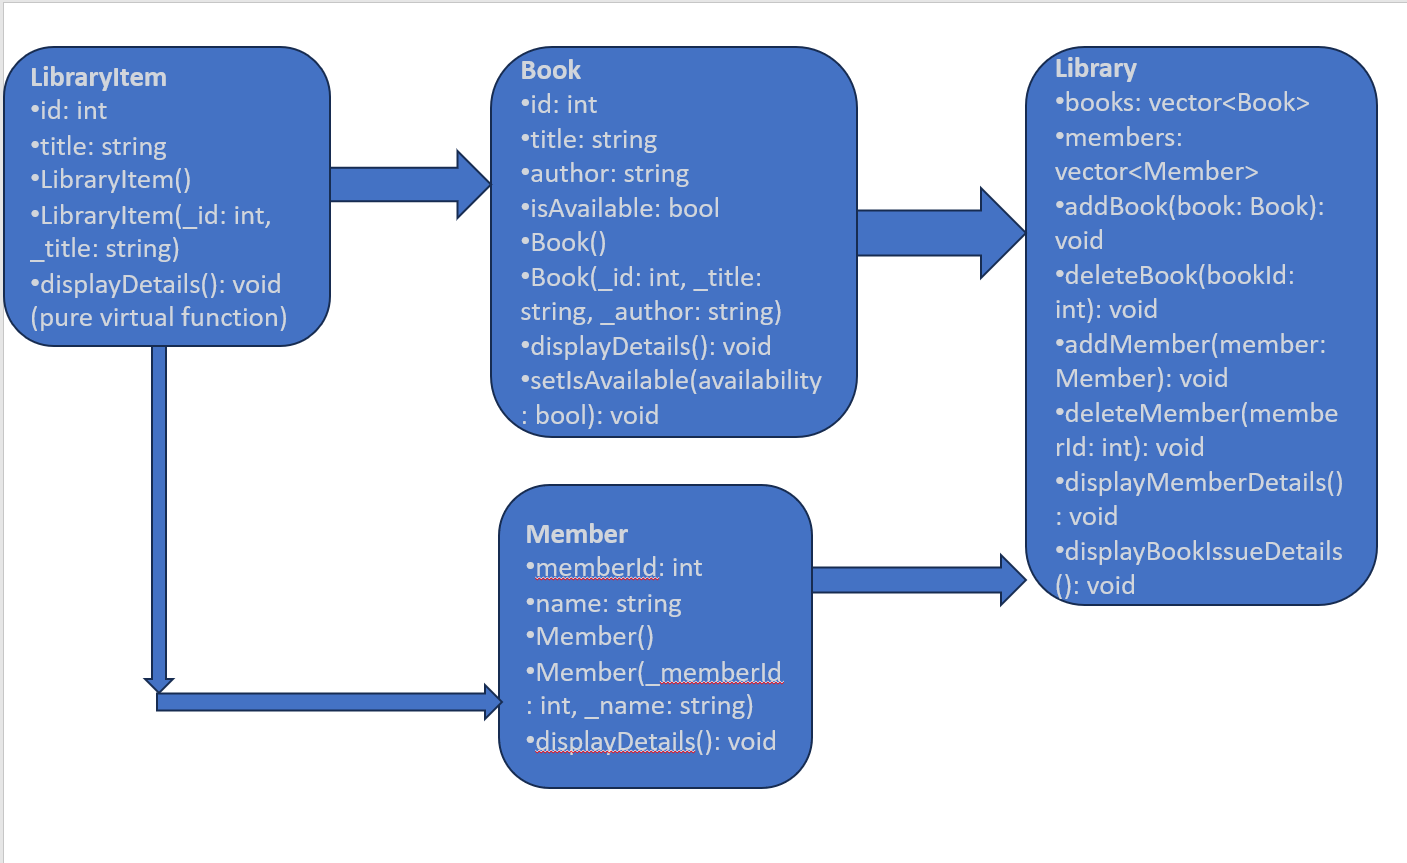 LibraryItem
•id: int
•title: string
•LibraryItem()
•LibraryItem(_id: int,
_title: string)
•displayDetails(): void
(pure virtual function)
Book
•id: int
•title: string
•author: string
•isAvailable: bool
•Book()
•Book(_id: int, _title:
string, _author: string)
•displayDetails(): void
•setIsAvailable(availability
: bool): void
Member
•memberId: int
•name: string
•Member()
•Member(_memberId
: int, _name: string)
•displayDetails(): void
Library
•books: vector<Book>
•members:
vector<Member>
•addBook(book: Book):
void
•deleteBook(bookId:
int): void
•addMember(member:
Member): void
•deleteMember(membe
rId: int): void
•displayMemberDetails()
: void
•displayBookIssueDetails
(): void